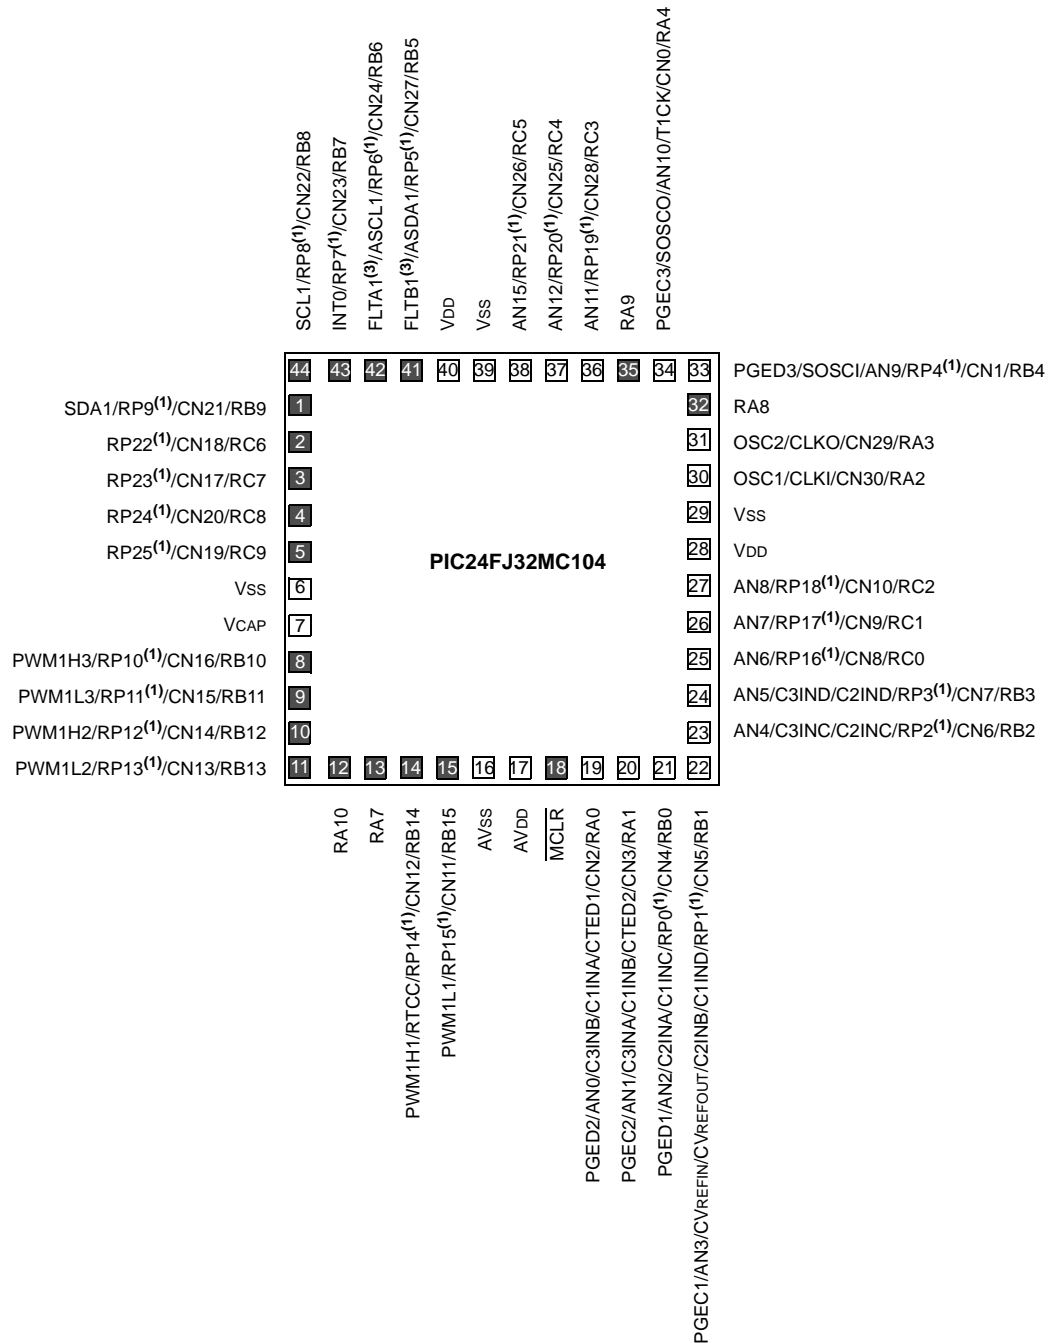 SCL1/RP8(1)/CN22/RB8
INT0/RP7(1)/CN23/RB7
FLTA1(3)/ASCL1/RP6(1)/CN24/RB6
FLTB1(3)/ASDA1/RP5(1)/CN27/RB5
VDD
VSS
AN15/RP21(1)/CN26/RC5
AN12/RP20(1)/CN25/RC4
AN11/RP19(1)/CN28/RC3
RA9
PGEC3/SOSCO/AN10/T1CK/CN0/RA4
44 43 42 41 40 39 38 37 36 35 34 33 PGED3/SOSCI/AN9/RP4(1)/CN1/RB4
SDA1/RP9(1)/CN21/RB9 1 32 RA8
RP22(1)/CN18/RC6 2 31 OSC2/CLKO/CN29/RA3
RP23(1)/CN17/RC7 3 30 OSC1/CLKI/CN30/RA2
RP24(1)/CN20/RC8 4 29 VSS
RP25(1)/CN19/RC9 5 28 VDD
PIC24FJ32MC104
VSS 6 27 AN8/RP18(1)/CN10/RC2
VCAP 7 26 AN7/RP17(1)/CN9/RC1
PWM1H3/RP10(1)/CN16/RB10 8 25 AN6/RP16(1)/CN8/RC0
PWM1L3/RP11(1)/CN15/RB11 9 24 AN5/C3IND/C2IND/RP3(1)/CN7/RB3
PWM1H2/RP12(1)/CN14/RB12 10 23 AN4/C3INC/C2INC/RP2(1)/CN6/RB2
PWM1L2/RP13(1)/CN13/RB13 11 12 13 14 15 16 17 18 19 20 21 22
RA10
RA7
PWM1H1/RTCC/RP14(1)/CN12/RB14
PWM1L1/RP15(1)/CN11/RB15
AVSS
AVDD
MCLR
PGED2/AN0/C3INB/C1INA/CTED1/CN2/RA0
PGEC2/AN1/C3INA/C1INB/CTED2/CN3/RA1
PGED1/AN2/C2INA/C1INC/RP0(1)/CN4/RB0
PGEC1/AN3/CVREFIN/CVREFOUT/C2INB/C1IND/RP1(1)/CN5/RB1